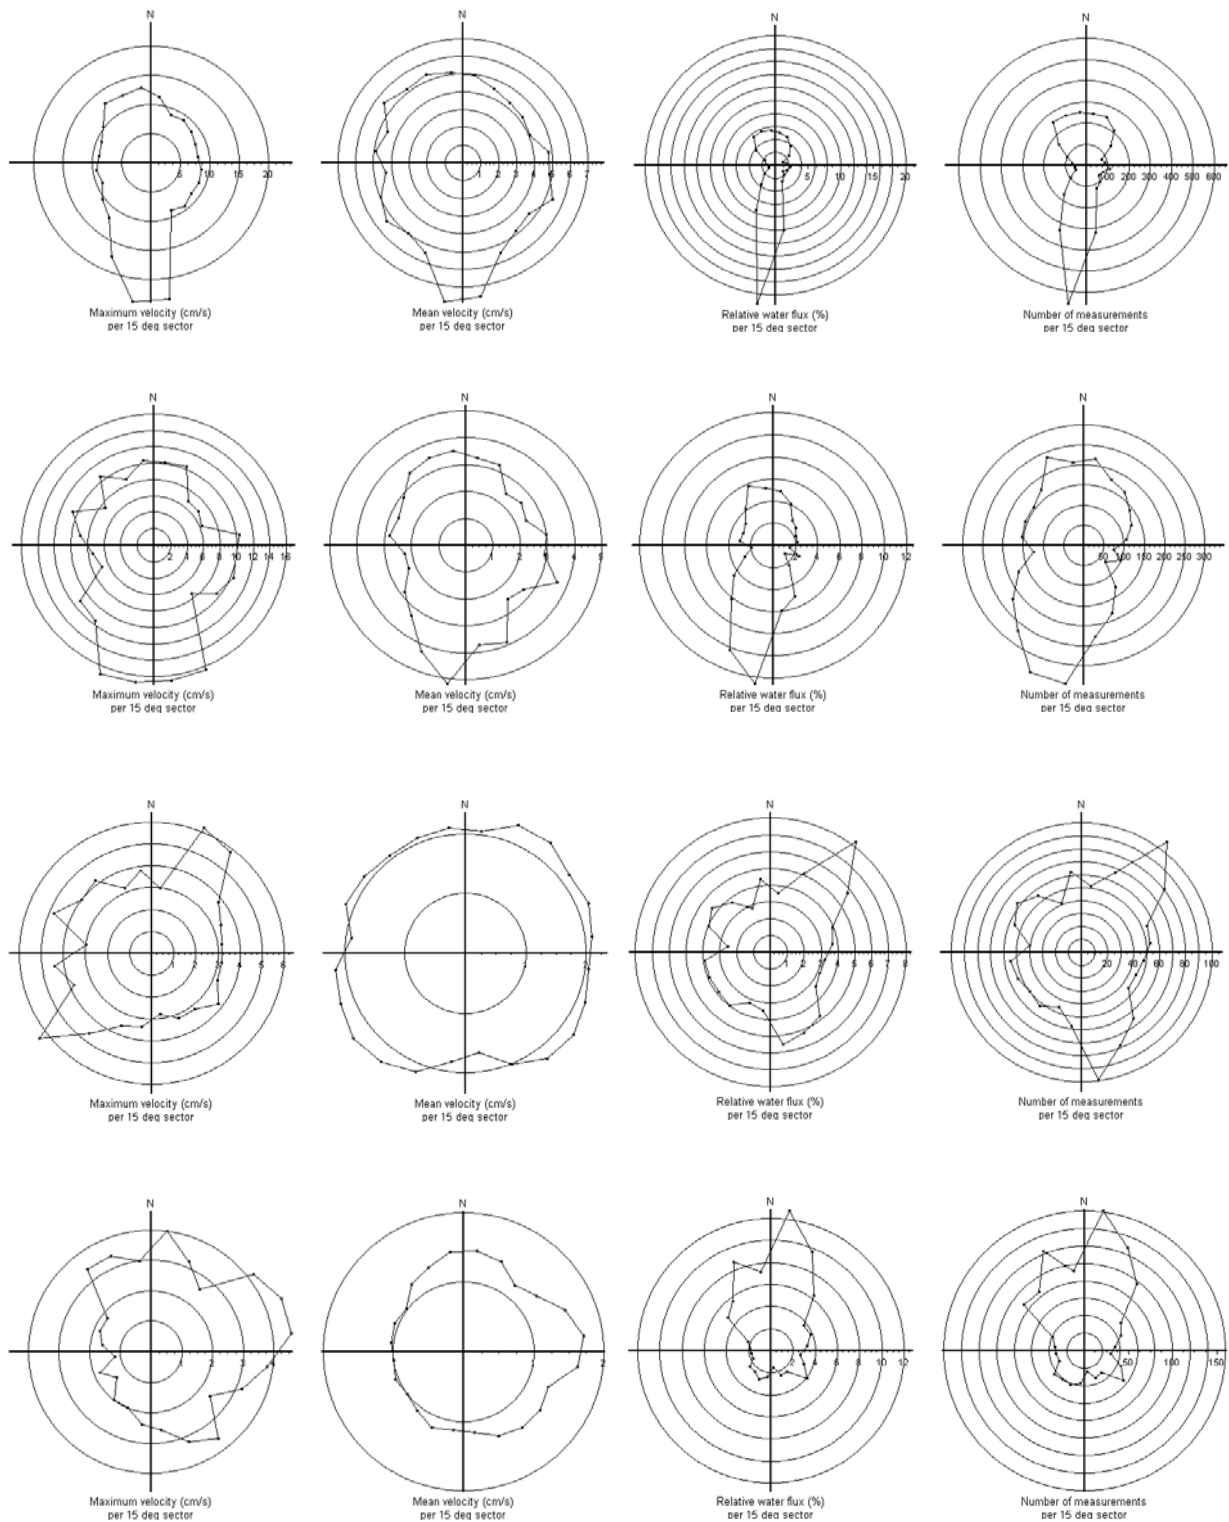 N N N N
5 10 15 20 1 2 3 4 5 6 7 5 10 15 20 100 200 300 400 500 600
Maximum velocity (cm/s) Mean velocity (cm/s) Relative water flux (%) Number of measurements
per 15 deg sector per 15 deg sector per 15 deg sector per 15 deg sector
N N N N
2 4 6 8 10 12 14 16 1 2 3 4 5 2 4 6 8 10 12 50 100 150 200 250 300
Maximum velocity (cm/s) Mean velocity (cm/s) Relative water flux (%) Number of measurements
per 15 deg sector per 15 deg sector per 15 deg sector per 15 deg sector
N N N N
1 2 3 4 5 6 1 2 1 2 3 4 5 6 7 8 20 40 60 80 100
Maximum velocity (cm/s) Mean velocity (cm/s) Relative water flux (%) Number of measurements
per 15 deg sector per 15 deg sector per 15 deg sector per 15 deg sector
N N N N
1 2 3 4 1 2 2 4 6 8 10 12 50 100 150
Maximum velocity (cm/s) Mean velocity (cm/s) Relative water flux (%) Number of measurements
per 15 deg sector per 15 deg sector per 15 deg sector per 15 deg sector